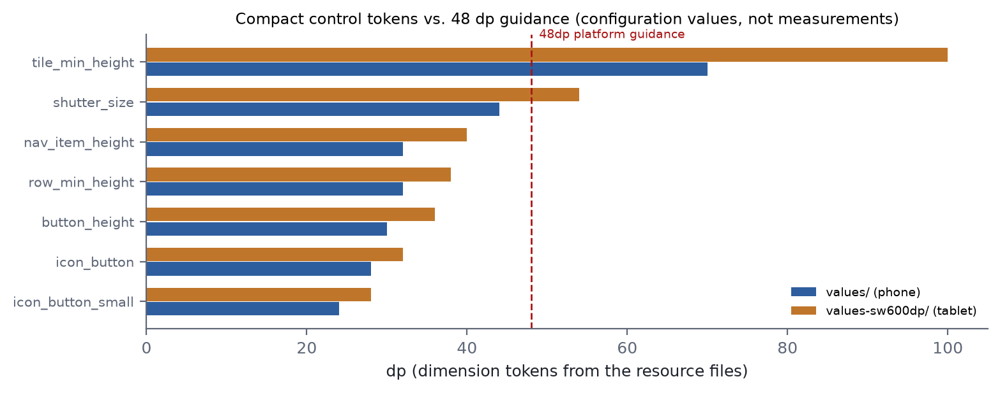 Compact control tokens vs. 48 dp guidance (configuration values, not measurements)
48dp platform guidance
tile_min_height
shutter_size
nav_item_height
row_min_height
button_height
icon_button
icon_button_small
values/ (phone)
values-sw600dp/ (tablet)
0 20 40 60 80 100
dp (dimension tokens from the resource files)